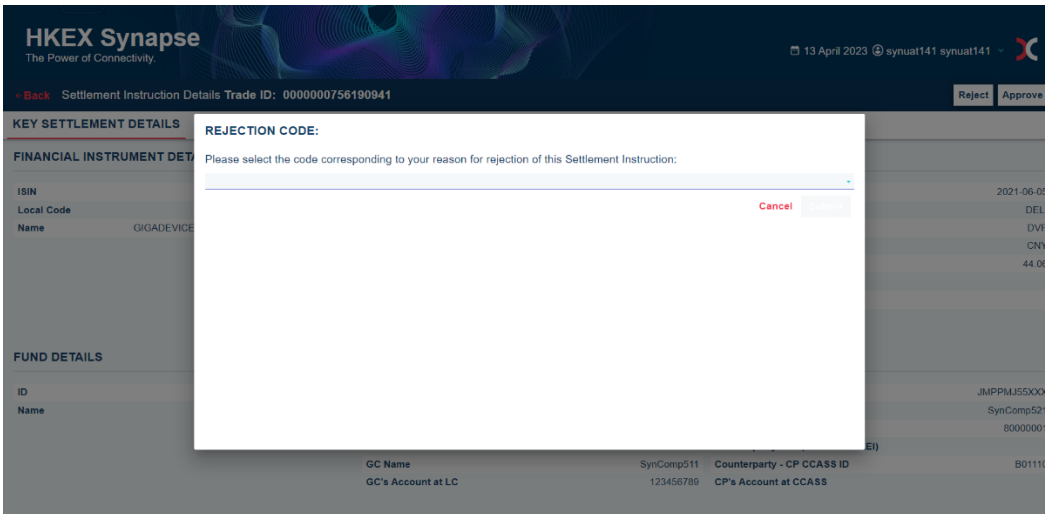 HKEX Synapse
The Power of Connectivity.
13 April 2023 synuat141 synuat141
Back Settlement Instruction Details Trade ID: 0000000756190941
Reject Approve
KEY SETTLEMENT DETAILS
REJECTION CODE:
FINANCIAL INSTRUMENT DETA
Please select the code corresponding to your reason for rejection of this Settlement Instruction:
ISIN 2021-06-05
Cancel
Local Code DEL
Name GIGADEVICE DVP
CNY
44.06
FUND DETAILS
ID JMPPMJ55XXX
Name SynComp521
80000001
EI)
GC Name SynComp511 Counterparty - CP CCASS ID B01110
GC's Account at LC 123456789 CP's Account at CCASS